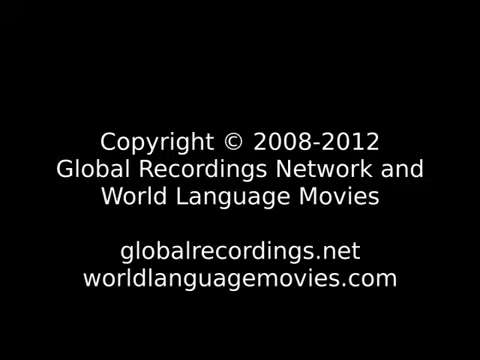 Copyright © 2008-2012
Global Recordings Network and
World Language Movies
globalrecordings.net
worldlanguagemovies.com